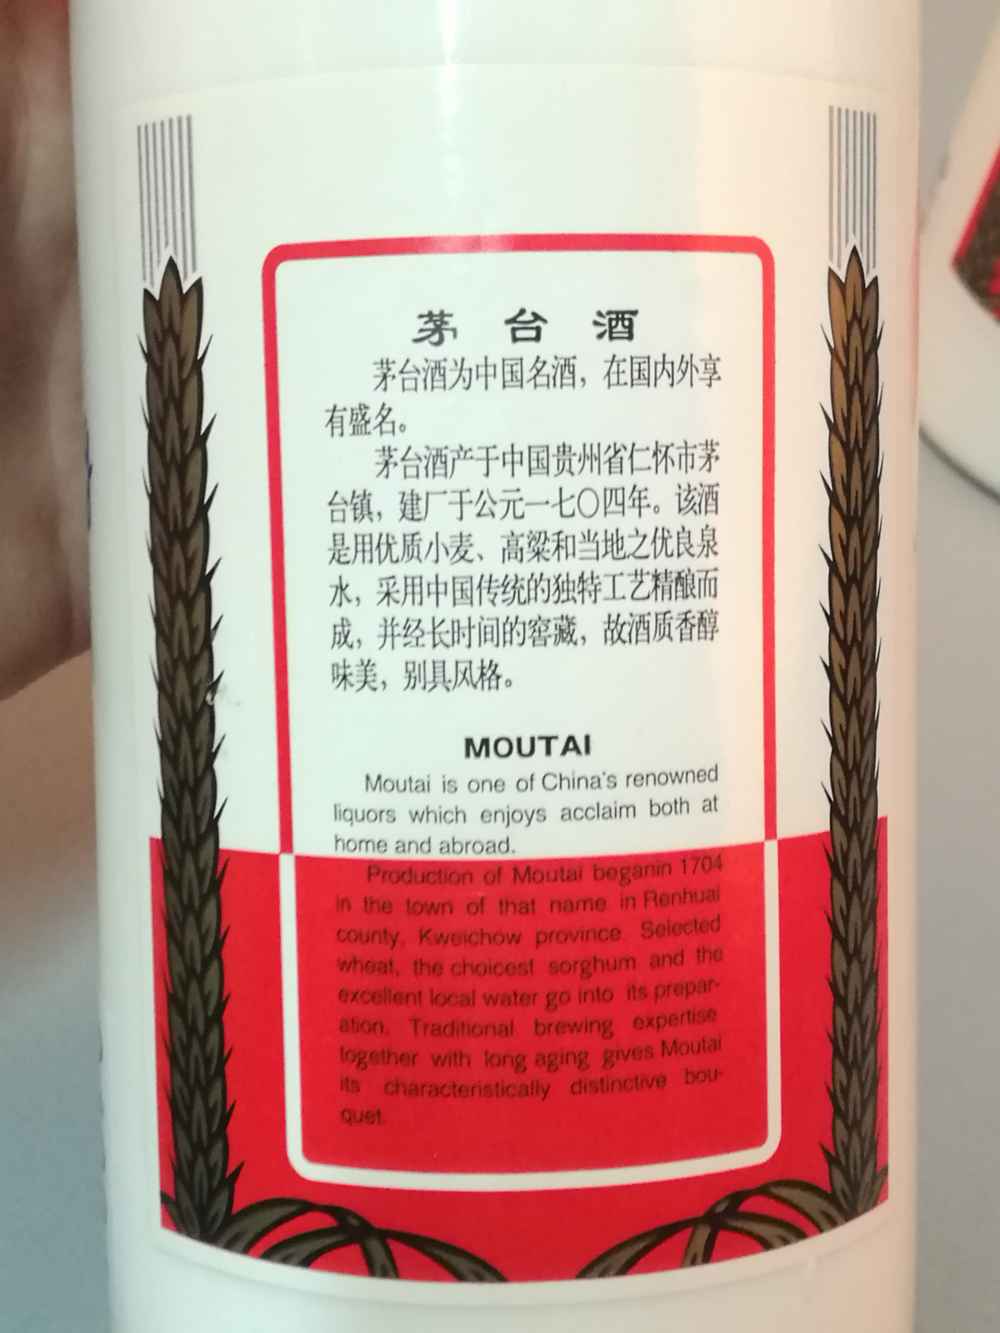 茅台酒
茅台酒为中国名酒，在国内外享
有盛名。
茅台酒产于中国贵州省仁怀市茅
台镇，建厂于公元一七〇四年。该酒
是用优质小麦、高粱和当地之优良泉
水，采用中国传统的独特工艺精酿而
成，并经长时间的窖藏，故酒质香醇
味美，别具风格。
MOUTAI
Moutai is one of China's renowned
liquors which enjoys acclaim both at
home and abroad.
Production of Moutai beganin 1704
in the town of that name in Renhuai
county, Kweichow province. Selected
wheat, the choicest sorghum and the
excellent local water go into its prepar-
ation. Traditional brewing expertise
together with long aging gives Moutai
its characteristically distinctive bou-
quet.